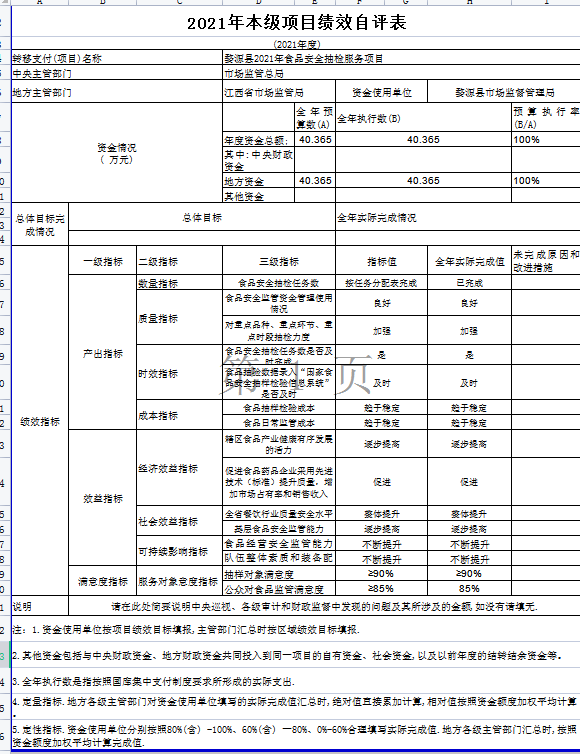 A B C D E F G H I
2021年本级项目绩效自评表
(2021年度)
转移支付(项目)名称 婺源县2021年食品安全抽检服务项目
中央主管部门 市场监管总局
地方主管部门 江西省市场监管局 资金使用单位 婺源县市场监督管理局
资金情况
( 万元)
全年预算数(A) 全年执行数(B) 预算执行率(B/A)
年度资金总额: 40.365 40.365 100%
其中:中央财政资金
地方资金 40.365 40.365 100%
其他资金
总体目标完成情况 总体目标 全年实际完成情况
绩效指标 一级指标 二级指标 三级指标 指标值 全年实际完成值 未完成原因和改进措施
产出指标 数量指标 食品安全抽检任务数 按任务分配表完成 已完成
质量指标 食品安全监管资金管理使用情况 良好 良好
对重点品种、重点环节、重点时段抽检力度 加强 加强
时效指标 食品安全抽检任务数是否及时完成 是 是
食品抽验数据录入“国家食品安全抽样检验信息系统”是否及时 及时 及时
成本指标 食品抽样检验成本 趋于稳定 趋于稳定
食品日常监管成本 趋于稳定 趋于稳定
效益指标 经济效益指标 辖区食品产业健康有序发展的活力 逐步提高 逐步提高
促进食品药品企业采用先进技术（标准）提升质量，增加市场占有率和销售收入 促进 促进
社会效益指标 全省餐饮行业质量安全水平 整体提升 整体提升
基层食品安全监管能力 逐步提高 逐步提高
可持续影响指标 食品经营安全监管能力 不断提升 不断提升
队伍整体素质和装备配 不断提升 不断提升
满意度指标 服务对象意度指标 抽样对象满意度 ≥90% ≥90%
公众对食品监管满意度 ≥85% 85%
说明 请在此处简要说明中央巡视、各级审计和财政监督中发现的问题及其所涉及的金额,如没有请填无.
注: 1.资金使用单位按项目绩效目标填报,主管部门汇总时按区域绩效目标填报.
2.其他资金包括与中央财政资金、地方财政资金共同投入到同一项目的自有资金、社会资金,以及以前年度的结转结余资金等。
3.全年执行数是指按照国库集中支付制度要求所形成的实际支出.
4.定量指标.地方各级主管部门对资金使用单位填写的实际完成值汇总时,绝对值直接累加计算,相对值按照资金额度加权平均计算。
5.定性指标.资金使用单位分别按照80%(含) -100%、60%(含) 一80%、0%-60%合理填写实际完成值.地方各级主管部门汇总时,按照资金额度加权平均计算完成值.
第 1 页